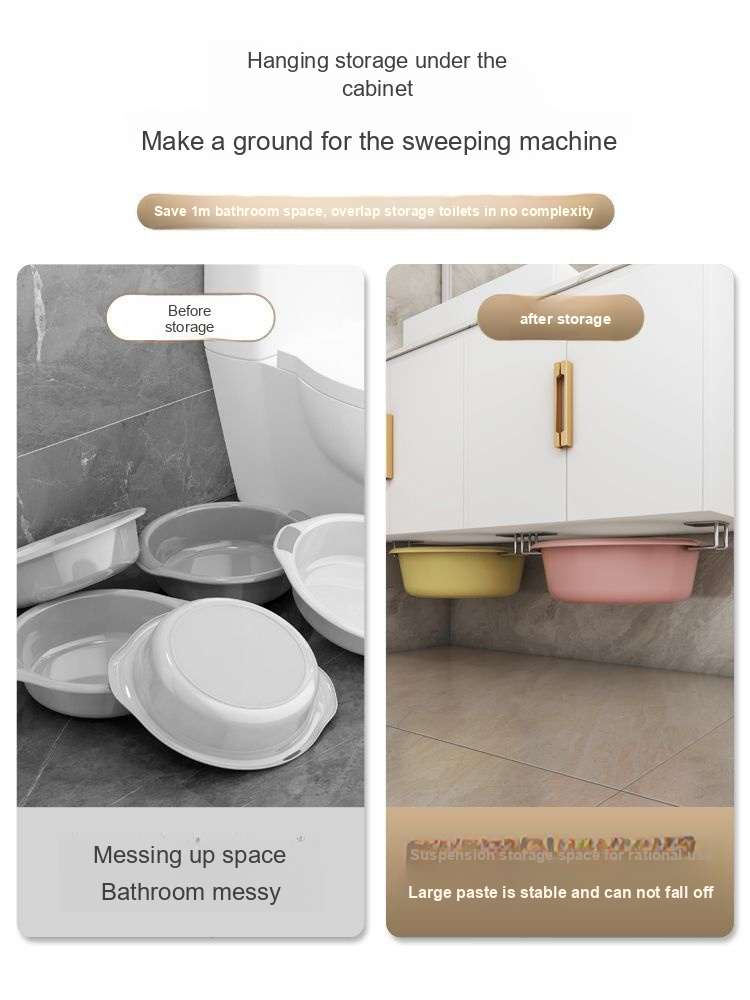 Hanging storage under the
cabinet
Make a ground for the sweeping machine
Save 1m bathroom space, overlap storage toilets in no complexity
Before
storage
after storage
Messing up space
Bathroom messy
Suspension storage space for rational use
Large paste is stable and can not fall off